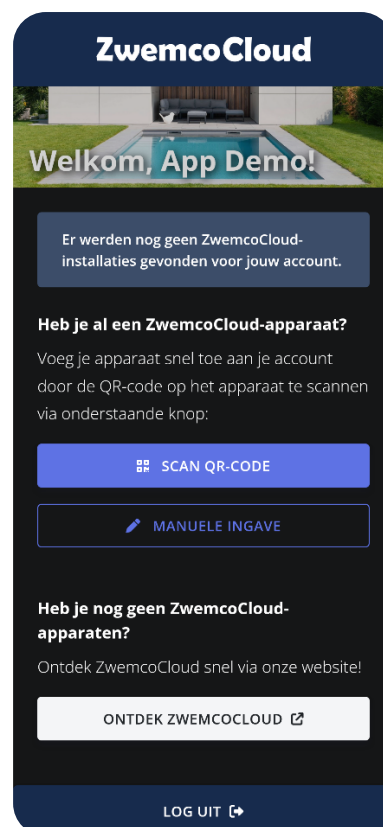 ZwemcoCloud
Welkom, App Demo!
Er werden nog geen ZwemcoCloud-
installaties gevonden voor jouw account.
Heb je al een ZwemcoCloud-apparaat?
Voeg je apparaat snel toe aan je account
door de QR-code op het apparaat te scannen
via onderstaande knop:
SCAN QR-CODE
MANUELE INGAVE
Heb je nog geen ZwemcoCloud-
apparaten?
Ontdek ZwemcoCloud snel via onze website!
ONTDEK ZWEMCOCLOUD
LOG UIT